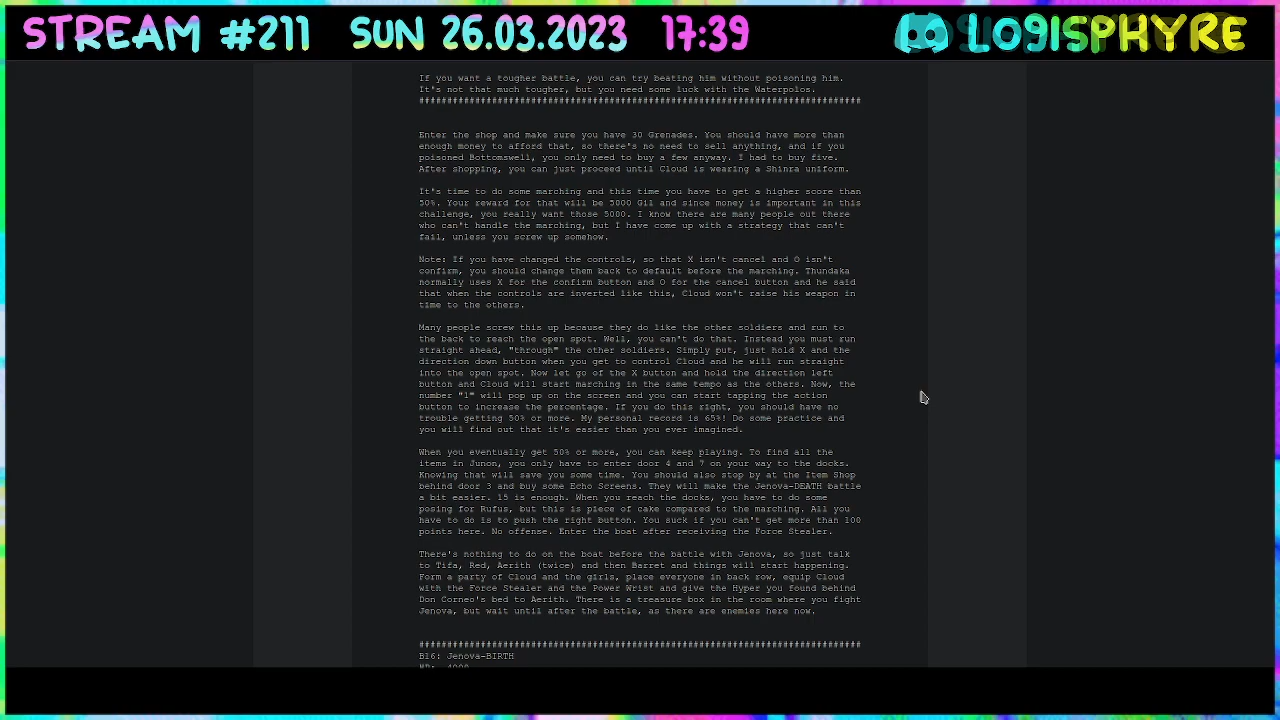 STREAM #211 SUN 26.03.2023 17:39 LO9ISPHYRE
If you want a tougher battle, you can try beating him without poisoning him.
It's not that much tougher, but you need some luck with the Waterpolos.
###############################################################################
Enter the shop and make sure you have 30 Grenades. You should have more than
enough money to afford that, so there's no need to sell anything, and if you
poisoned Bottomswell, you only need to buy a few anyway. I had to buy five.
After shopping, you can just proceed until Cloud is wearing a Shinra uniform.
It's time to do some marching and this time you have to get a higher score than
50%. Your reward for that will be 5000 Gil and since money is important in this
challenge, you really want those 5000. I know there are many people out there
who can't handle the marching, but I have come up with a strategy that can't
fail, unless you screw up somehow.
Note: If you have changed the controls, so that X isn't cancel and O isn't
confirm, you should change them back to default before the marching. Thundaka
normally uses X for the confirm button and O for the cancel button and he said
that when the controls are inverted like this, Cloud won't raise his weapon in
time to the others.
Many people screw this up because they do like the other soldiers and run to
the back to reach the open spot. Well, you can't do that. Instead you must run
straight ahead, "through" the other soldiers. Simply put, just hold X and the
direction down button when you get to control Cloud and he will run straight
into the open spot. Now let go of the X button and hold the direction left
button and Cloud will start marching in the same tempo as the others. Now, the
number "1" will pop up on the screen and you can start tapping the action
button to increase the percentage. If you do this right, you should have no
trouble getting 50% or more. My personal record is 65%! Do some practice and
you will find out that it's easier than you ever imagined.
When you eventually get 50% or more, you can keep playing. To find all the
items in Junon, you only have to enter door 4 and 7 on your way to the docks.
Knowing that will save you some time. You should also stop by at the Item Shop
behind door 3 and buy some Echo Screens. They will make the Jenova-DEATH battle
a bit easier. 15 is enough. When you reach the docks, you have to do some
posing for Rufus, but this is piece of cake compared to the marching. All you
have to do is to push the right button. You suck if you can't get more than 100
points here. No offense. Enter the boat after receiving the Force Stealer.
There's nothing to do on the boat before the battle with Jenova, so just talk
to Tifa, Red, Aerith (twice) and then Barret and things will start happening.
Form a party of Cloud and the girls, place everyone in back row, equip Cloud
with the Force Stealer and the Power Wrist and give the Hyper you found behind
Don Corneo's bed to Aerith. There is a treasure box in the room where you fight
Jenova, but wait until after the battle, as there are enemies here now.
###############################################################################
B16: Jenova-BIRTH
HP: 4000